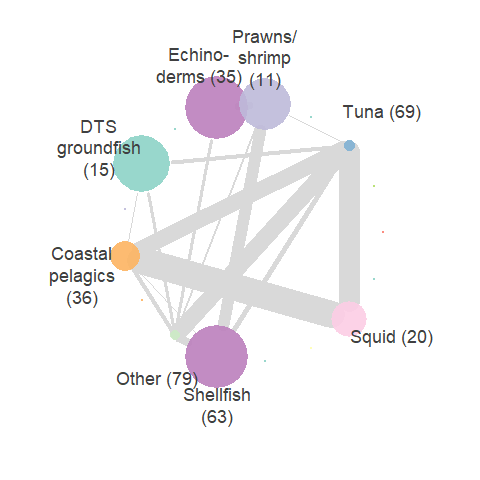 Prawns/
shrimp
(11)
Echino-
derms (35)
Tuna (69)
DTS
groundfish
(15)
Coastal
pelagics
(36)
Squid (20)
Other (79)
Shellfish
(63)